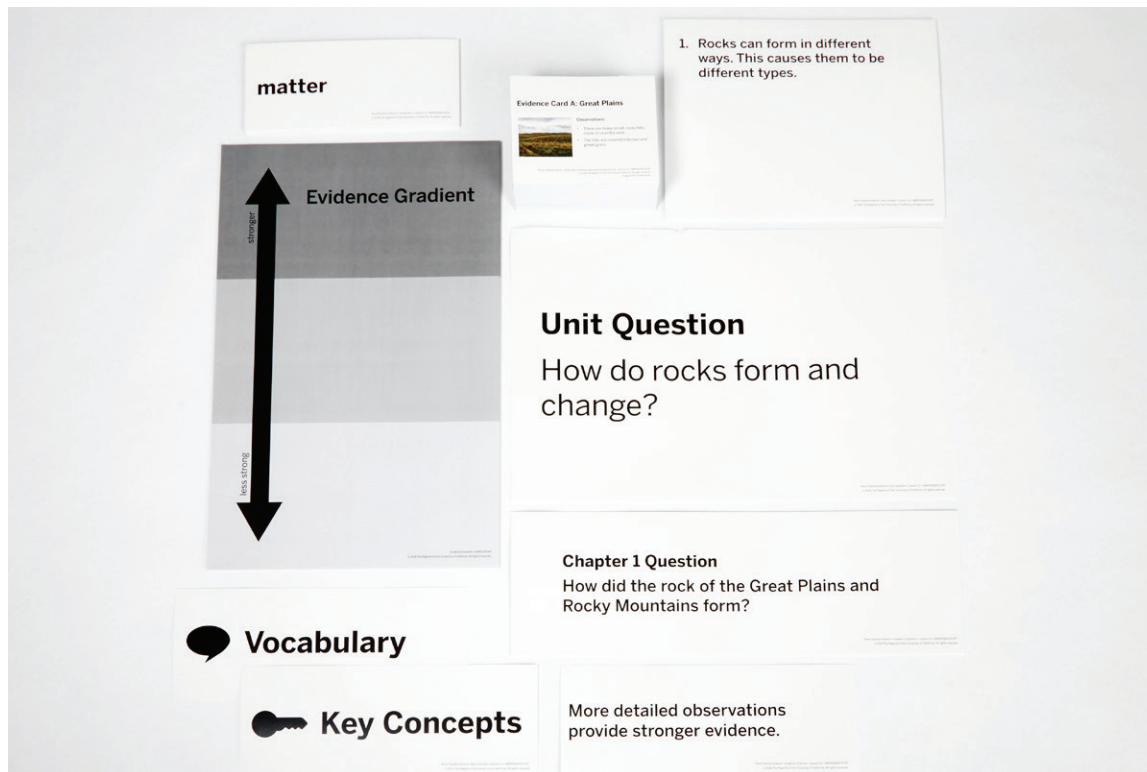 matter
Evidence Card A: Great Plains
Observations
1. Rocks can form in different
ways. This causes them to be
different types.
Evidence Gradient
stronger
less strong
Unit Question
How do rocks form and
change?
Chapter 1 Question
How did the rock of the Great Plains and
Rocky Mountains form?
Vocabulary
Key Concepts
More detailed observations
provide stronger evidence.